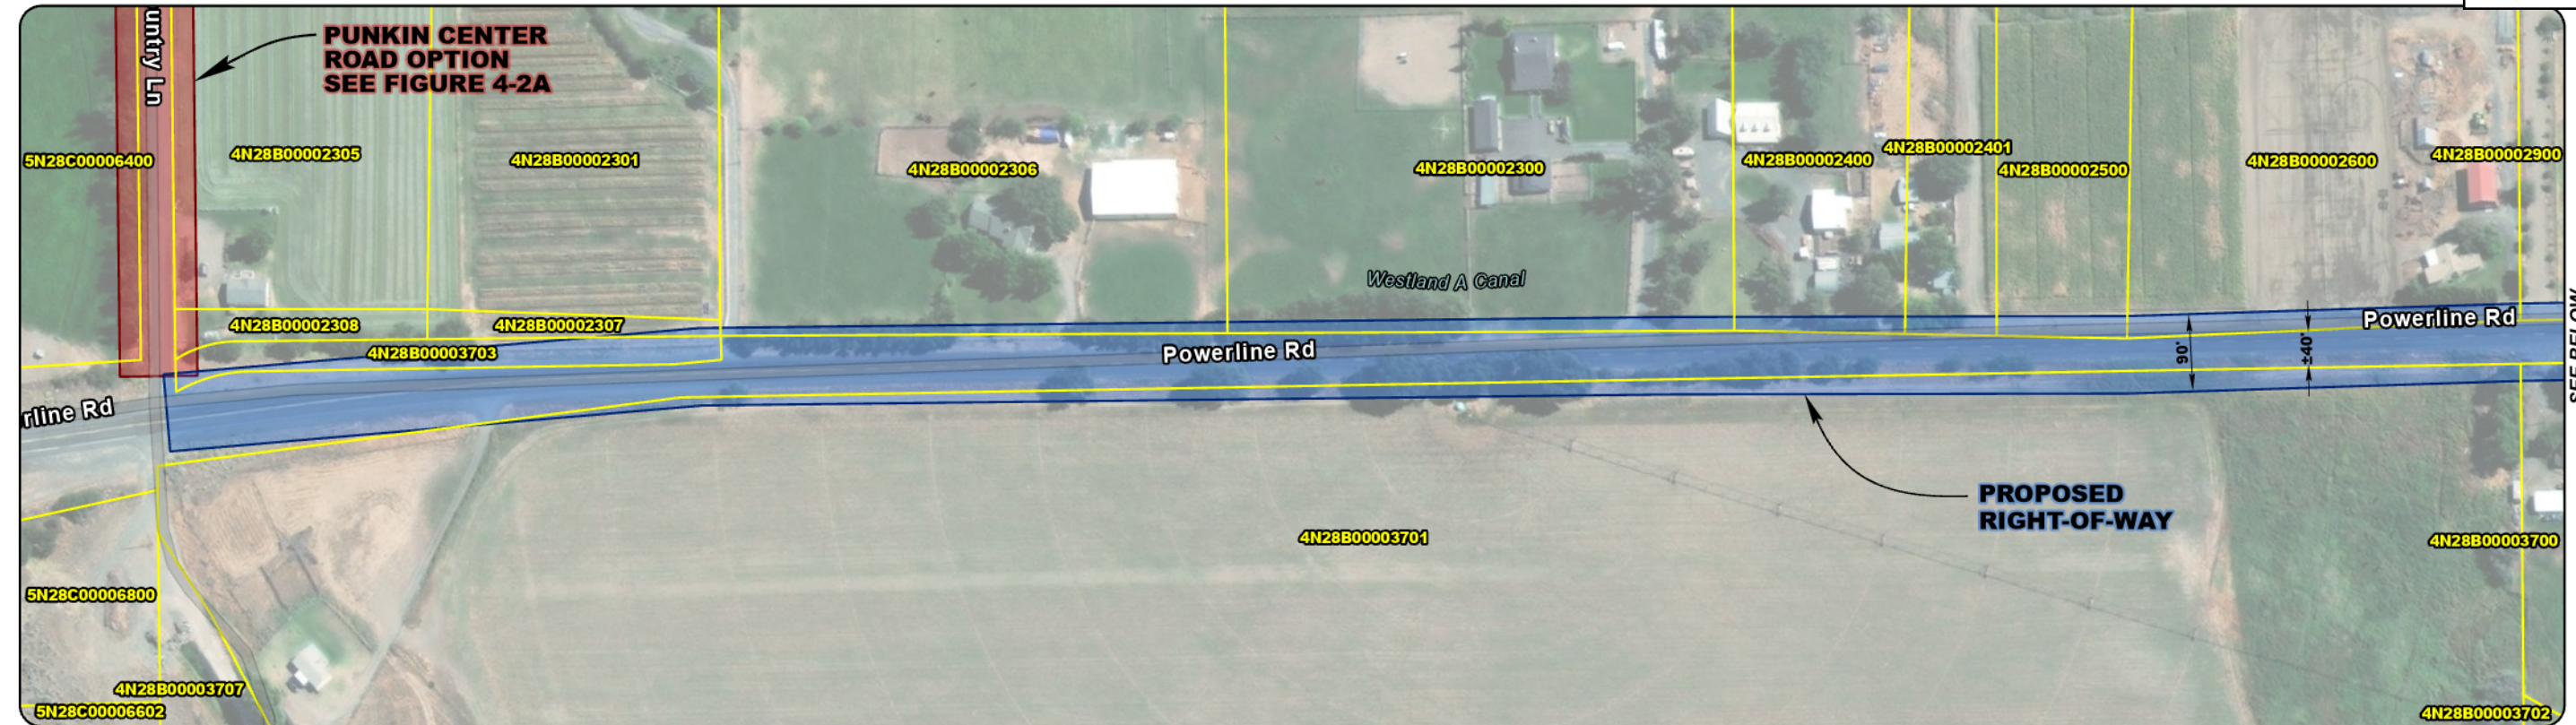 untry Ln
PUNKIN CENTER
ROAD OPTION
SEE FIGURE 4-2A
5N28C00006400
4N28B00002305
4N28B00002301
4N28B00002306
4N28B00002300
4N28B00002400
4N28B00002401
4N28B00002500
4N28B00002600
4N28B00002900
Westland A Canal
4N28B00002308
4N28B00002307
4N28B00003703
Powerline Rd
Powerline Rd
90'
±40'
SEE BELOW
rline Rd
PROPOSED
RIGHT-OF-WAY
4N28B00003701
4N28B00003700
5N28C00006800
4N28B00003707
5N28C00006602
4N28B00003702